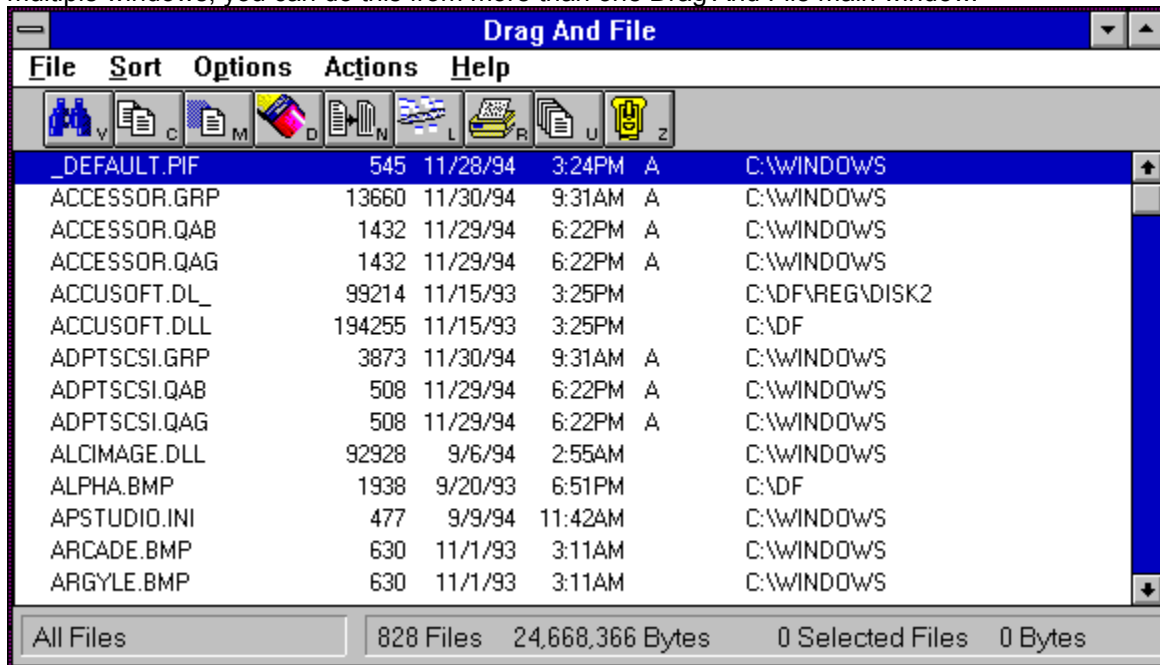 multiple windows, you can do this from more than one Drag And File main window.
Drag And File
File Sort Options Actions Help
V C M D N L R U Z
_DEFAULT.PIF 545 11/28/94 3:24PM A C:\WINDOWS
ACCESSOR.GRP 13660 11/30/94 9:31AM A C:\WINDOWS
ACCESSOR.QAB 1432 11/29/94 6:22PM A C:\WINDOWS
ACCESSOR.QAG 1432 11/29/94 6:22PM A C:\WINDOWS
ACCUSOFT.DL_ 99214 11/15/93 3:25PM C:\DF\REG\DISK2
ACCUSOFT.DLL 194255 11/15/93 3:25PM C:\DF
ADPTSCSI.GRP 3873 11/30/94 9:31AM A C:\WINDOWS
ADPTSCSI.QAB 508 11/29/94 6:22PM A C:\WINDOWS
ADPTSCSI.QAG 508 11/29/94 6:22PM A C:\WINDOWS
ALCIMAGE.DLL 92928 9/6/94 2:55AM C:\WINDOWS
ALPHA.BMP 1938 9/20/93 6:51PM C:\DF
APSTUDIO.INI 477 9/9/94 11:42AM C:\WINDOWS
ARCADE.BMP 630 11/1/93 3:11AM C:\WINDOWS
ARGYLE.BMP 630 11/1/93 3:11AM C:\WINDOWS
All Files 828 Files 24,668,366 Bytes 0 Selected Files 0 Bytes